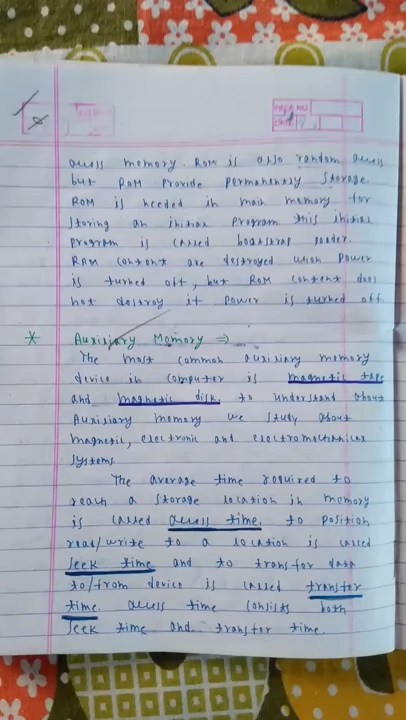 PAGE NO.
DATE
access memory. ROM is also random access
but ROM provide permanently storage.
ROM is needed in main memory for
storing an initial program this initial
program is called bootstrap loader.
RAM content are destroyed when power
is turned off, but ROM content does
not destroy if power is turned off.
* Auxiliary Memory ⇒
The most common auxiliary memory
device in computer is magnetic tape
and magnetic disk. to understand about
Auxiliary memory we study about
magnetic, electronic and electromechanical
systems
The average time required to
reach a storage location in memory
is called access time. to position
read/write to a location is called
seek time and to transfer data
to/from device is called transfer
time. access time consists both
seek time and transfer time.